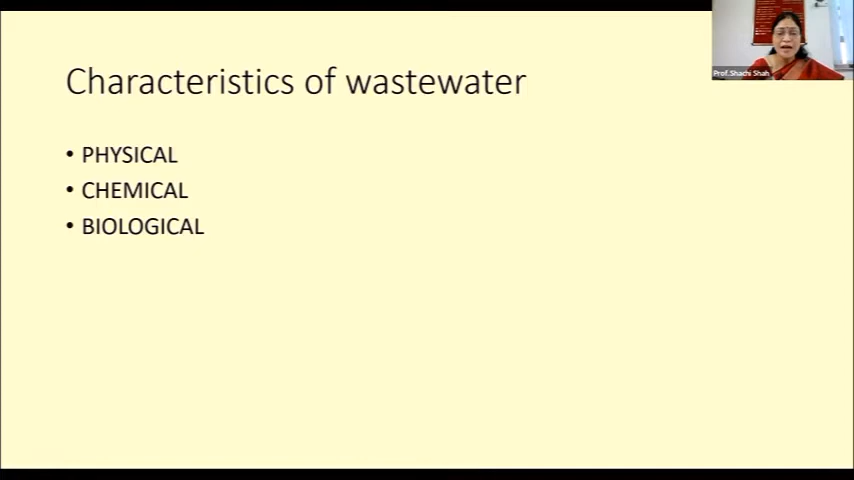 Characteristics of wastewater
• PHYSICAL
• CHEMICAL
• BIOLOGICAL
Prof.Shachi Shah